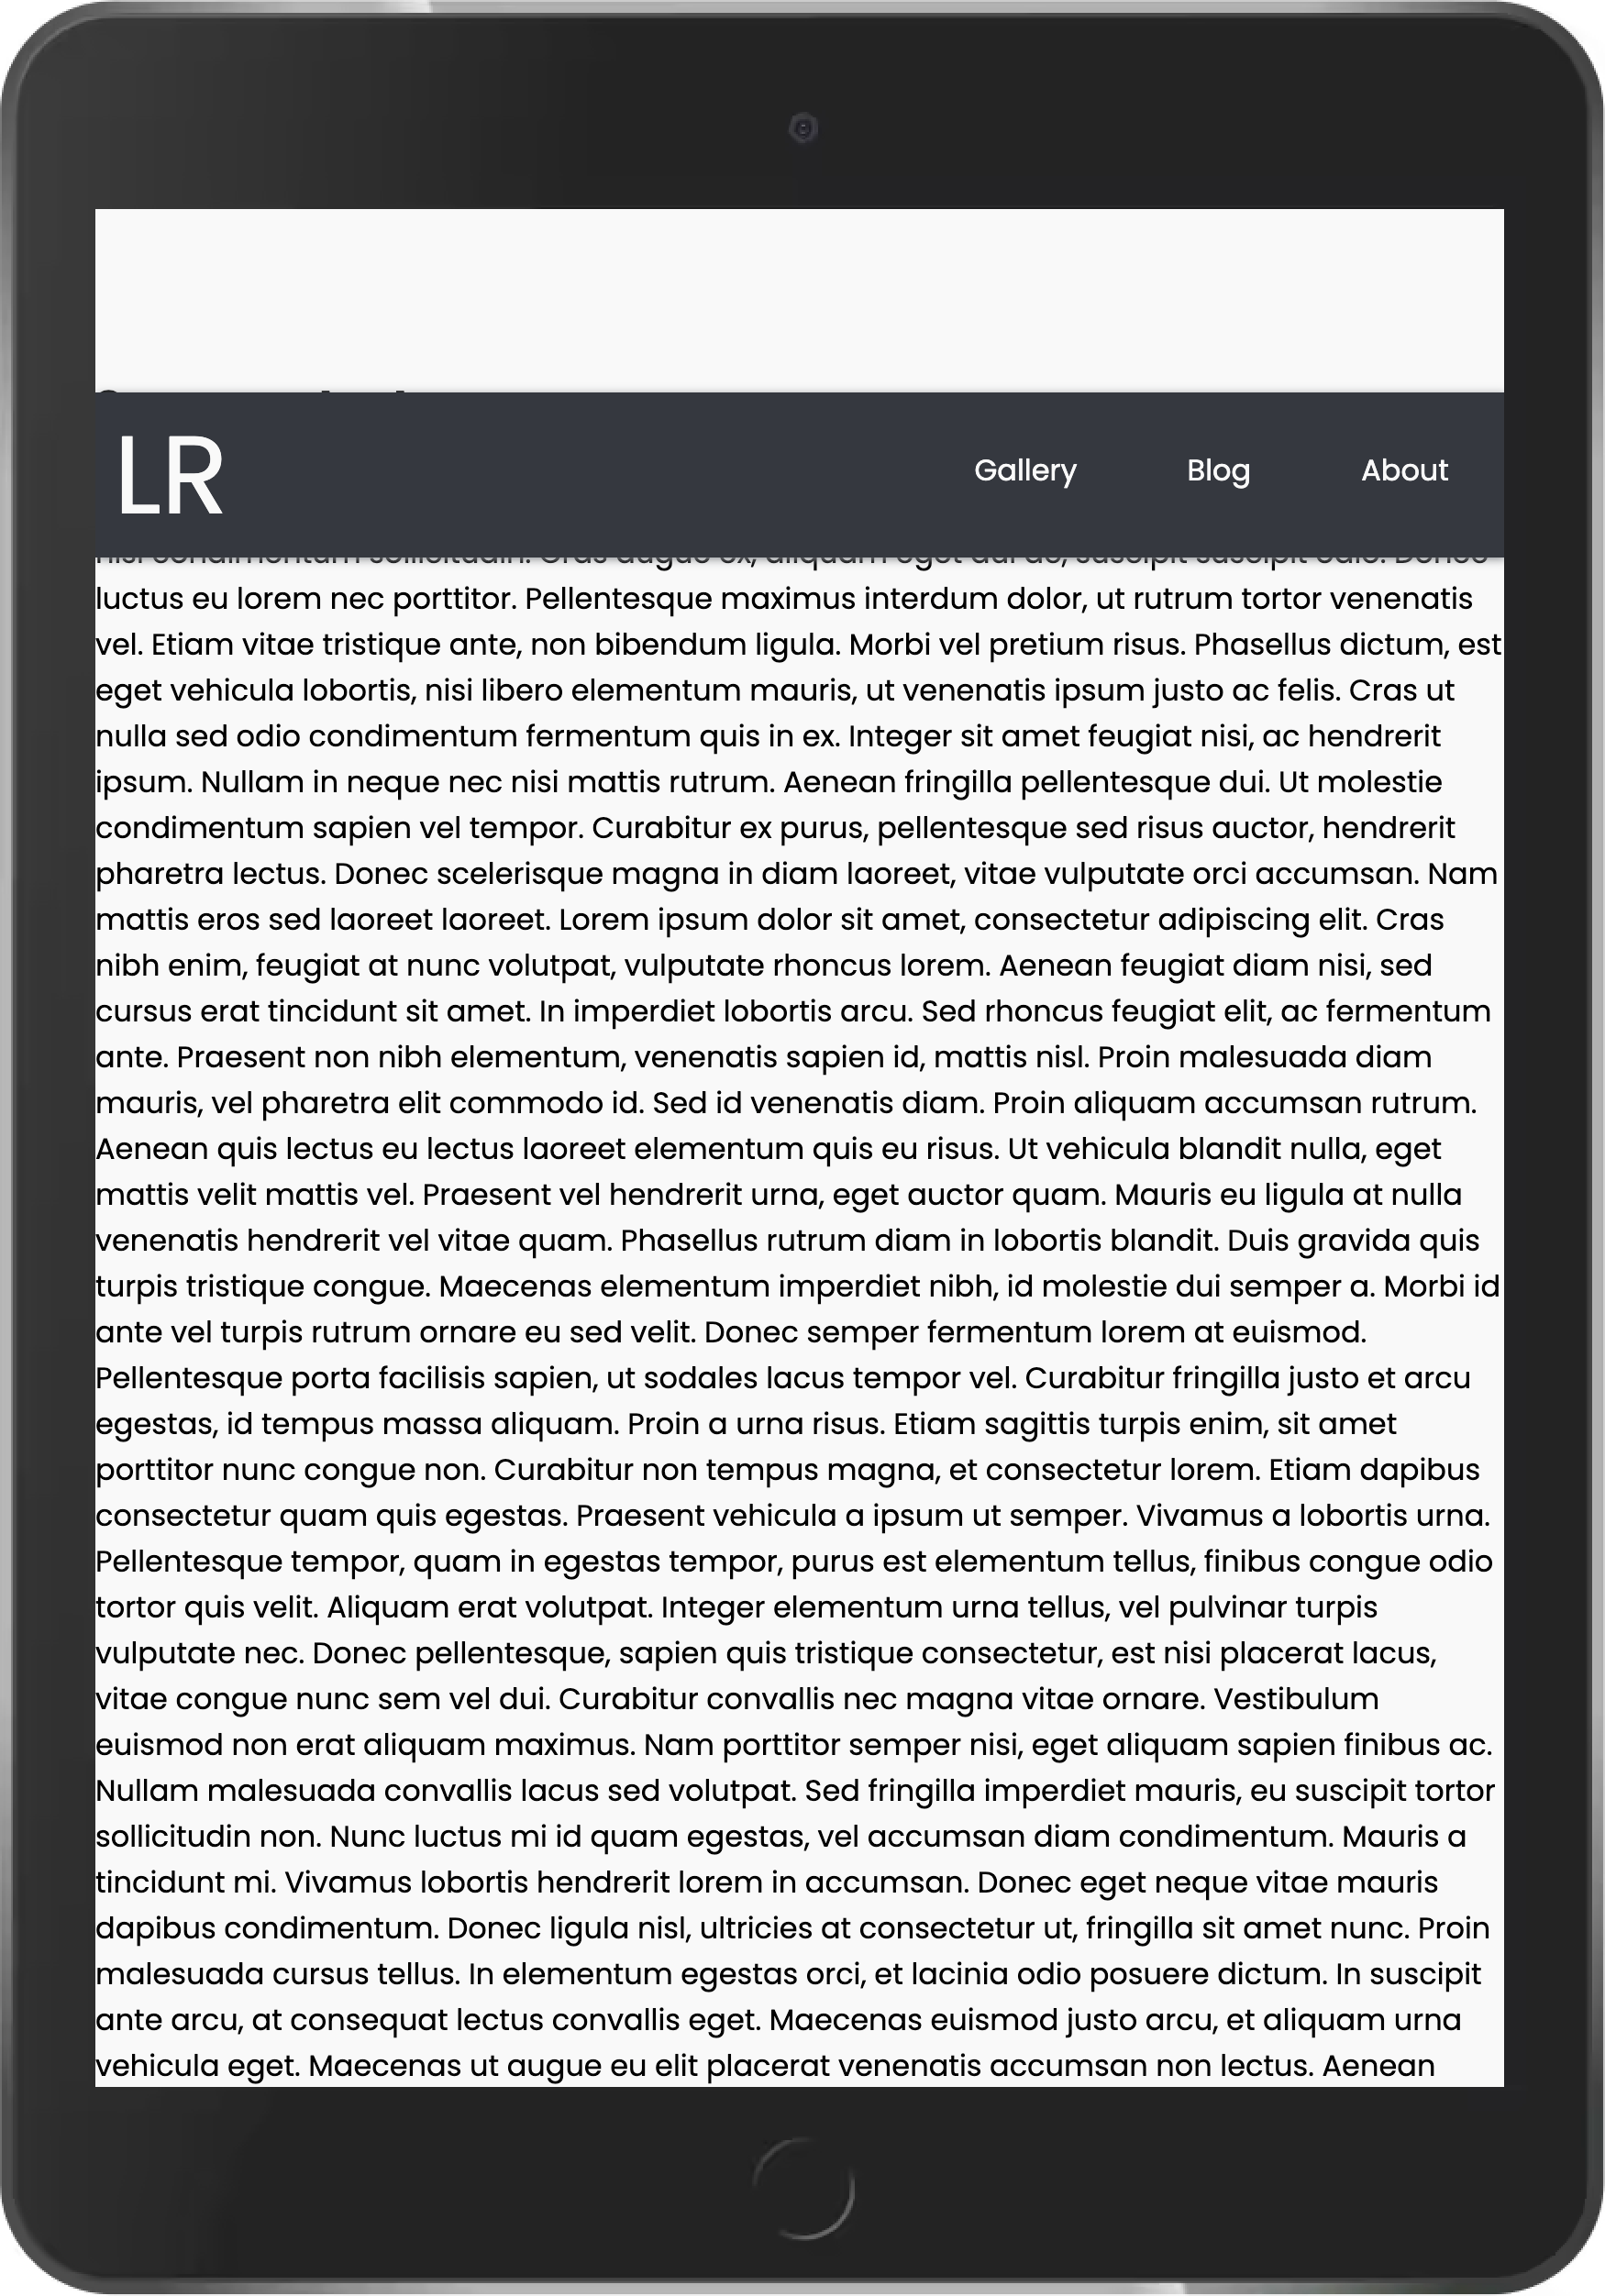 LR
Gallery Blog About
nisi condimentum sollicitudin. Cras augue ex, aliquam eget dui ac, suscipit suscipit odio. Donec
luctus eu lorem nec porttitor. Pellentesque maximus interdum dolor, ut rutrum tortor venenatis
vel. Etiam vitae tristique ante, non bibendum ligula. Morbi vel pretium risus. Phasellus dictum, est
eget vehicula lobortis, nisi libero elementum mauris, ut venenatis ipsum justo ac felis. Cras ut
nulla sed odio condimentum fermentum quis in ex. Integer sit amet feugiat nisi, ac hendrerit
ipsum. Nullam in neque nec nisi mattis rutrum. Aenean fringilla pellentesque dui. Ut molestie
condimentum sapien vel tempor. Curabitur ex purus, pellentesque sed risus auctor, hendrerit
pharetra lectus. Donec scelerisque magna in diam laoreet, vitae vulputate orci accumsan. Nam
mattis eros sed laoreet laoreet. Lorem ipsum dolor sit amet, consectetur adipiscing elit. Cras
nibh enim, feugiat at nunc volutpat, vulputate rhoncus lorem. Aenean feugiat diam nisi, sed
cursus erat tincidunt sit amet. In imperdiet lobortis arcu. Sed rhoncus feugiat elit, ac fermentum
ante. Praesent non nibh elementum, venenatis sapien id, mattis nisl. Proin malesuada diam
mauris, vel pharetra elit commodo id. Sed id venenatis diam. Proin aliquam accumsan rutrum.
Aenean quis lectus eu lectus laoreet elementum quis eu risus. Ut vehicula blandit nulla, eget
mattis velit mattis vel. Praesent vel hendrerit urna, eget auctor quam. Mauris eu ligula at nulla
venenatis hendrerit vel vitae quam. Phasellus rutrum diam in lobortis blandit. Duis gravida quis
turpis tristique congue. Maecenas elementum imperdiet nibh, id molestie dui semper a. Morbi id
ante vel turpis rutrum ornare eu sed velit. Donec semper fermentum lorem at euismod.
Pellentesque porta facilisis sapien, ut sodales lacus tempor vel. Curabitur fringilla justo et arcu
egestas, id tempus massa aliquam. Proin a urna risus. Etiam sagittis turpis enim, sit amet
porttitor nunc congue non. Curabitur non tempus magna, et consectetur lorem. Etiam dapibus
consectetur quam quis egestas. Praesent vehicula a ipsum ut semper. Vivamus a lobortis urna.
Pellentesque tempor, quam in egestas tempor, purus est elementum tellus, finibus congue odio
tortor quis velit. Aliquam erat volutpat. Integer elementum urna tellus, vel pulvinar turpis
vulputate nec. Donec pellentesque, sapien quis tristique consectetur, est nisi placerat lacus,
vitae congue nunc sem vel dui. Curabitur convallis nec magna vitae ornare. Vestibulum
euismod non erat aliquam maximus. Nam porttitor semper nisi, eget aliquam sapien finibus ac.
Nullam malesuada convallis lacus sed volutpat. Sed fringilla imperdiet mauris, eu suscipit tortor
sollicitudin non. Nunc luctus mi id quam egestas, vel accumsan diam condimentum. Mauris a
tincidunt mi. Vivamus lobortis hendrerit lorem in accumsan. Donec eget neque vitae mauris
dapibus condimentum. Donec ligula nisl, ultricies at consectetur ut, fringilla sit amet nunc. Proin
malesuada cursus tellus. In elementum egestas orci, et lacinia odio posuere dictum. In suscipit
ante arcu, at consequat lectus convallis eget. Maecenas euismod justo arcu, et aliquam urna
vehicula eget. Maecenas ut augue eu elit placerat venenatis accumsan non lectus. Aenean